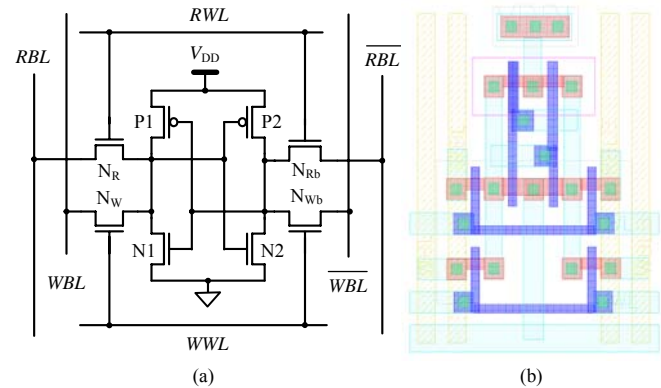 RWL
RBL
V_DD
RBL
P1
P2
N_R
N_Rb
N_W
N_Wb
N1
N2
WBL
WBL
WWL
(a)
(b)